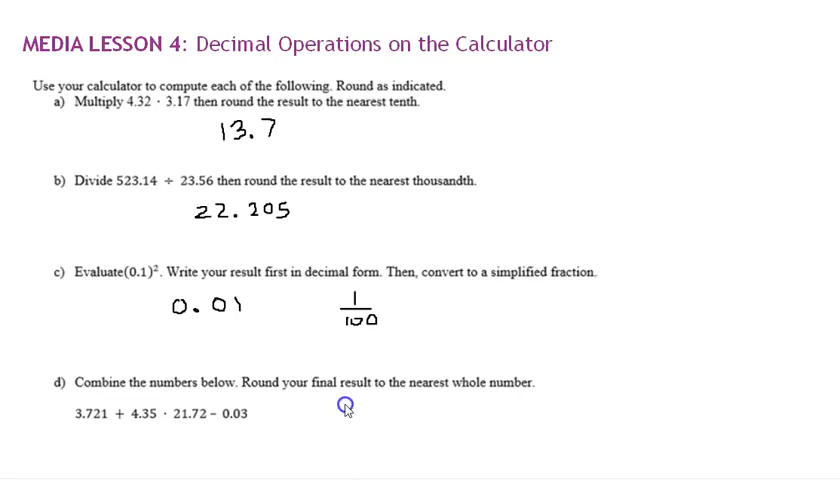 MEDIA LESSON 4: Decimal Operations on the Calculator
Use your calculator to compute each of the following. Round as indicated.
a) Multiply 4.32 · 3.17 then round the result to the nearest tenth.
13.7
b) Divide 523.14 ÷ 23.56 then round the result to the nearest thousandth.
22.205
c) Evaluate(0.1)². Write your result first in decimal form. Then, convert to a simplified fraction.
0.01 1/100
d) Combine the numbers below. Round your final result to the nearest whole number.
3.721 + 4.35 · 21.72 – 0.03